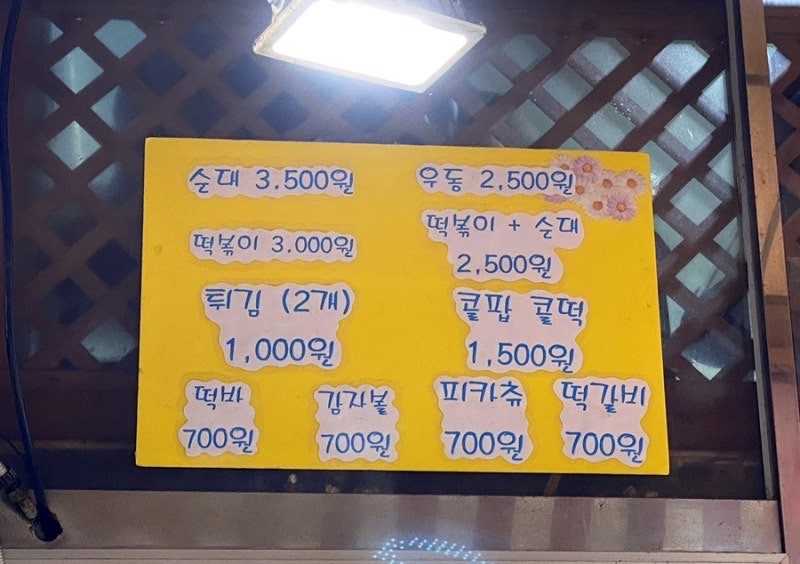 순대 3.500원
우동 2,500원
떡볶이 3.000원
떡볶이 + 순대
2,500원
튀김 (2개)
1,000원
콜팝 콜떡
1,500원
떡바
700원
감자볼
700원
피카츄
700원
떡갈비
700원